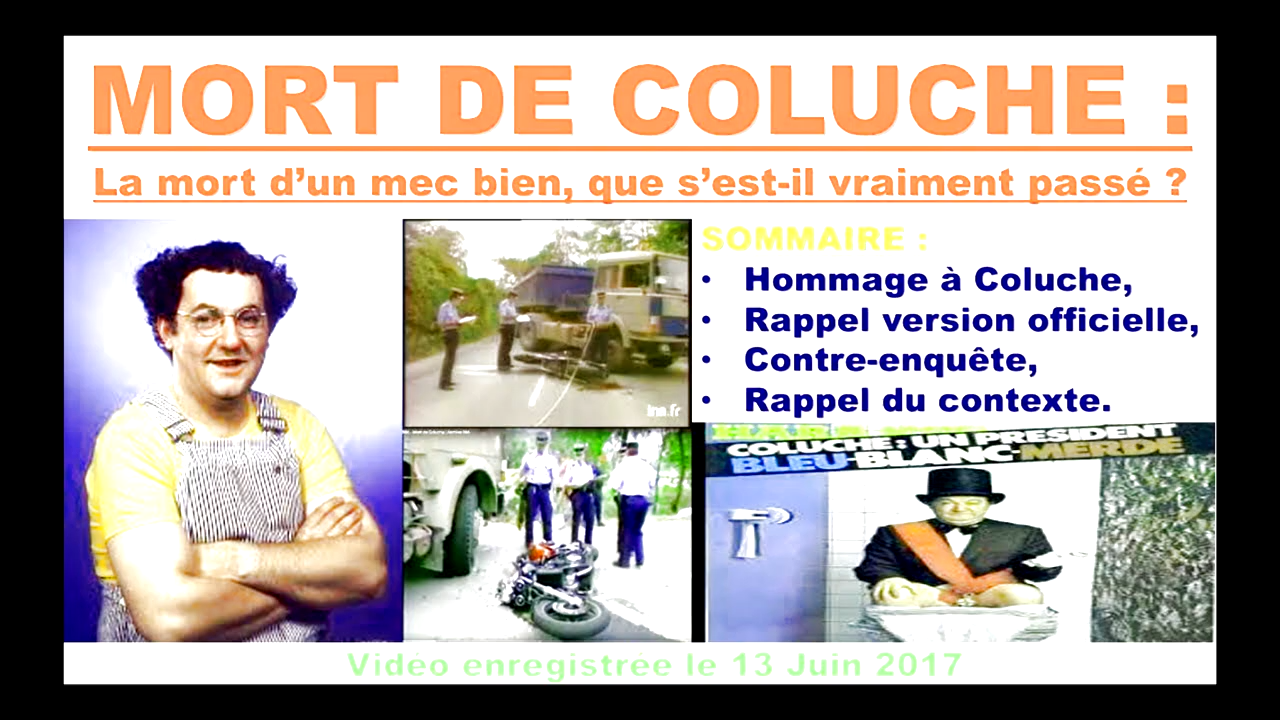 MORT DE COLUCHE :
La mort d’un mec bien, que s’est-il vraiment passé ?
SOMMAIRE :
• Hommage à Coluche,
• Rappel version officielle,
• Contre-enquête,
• Rappel du contexte.
ina.fr
COLUCHE : UN PRESIDENT
BLEU-BLANC-MERDE
Vidéo enregistrée le 13 Juin 2017